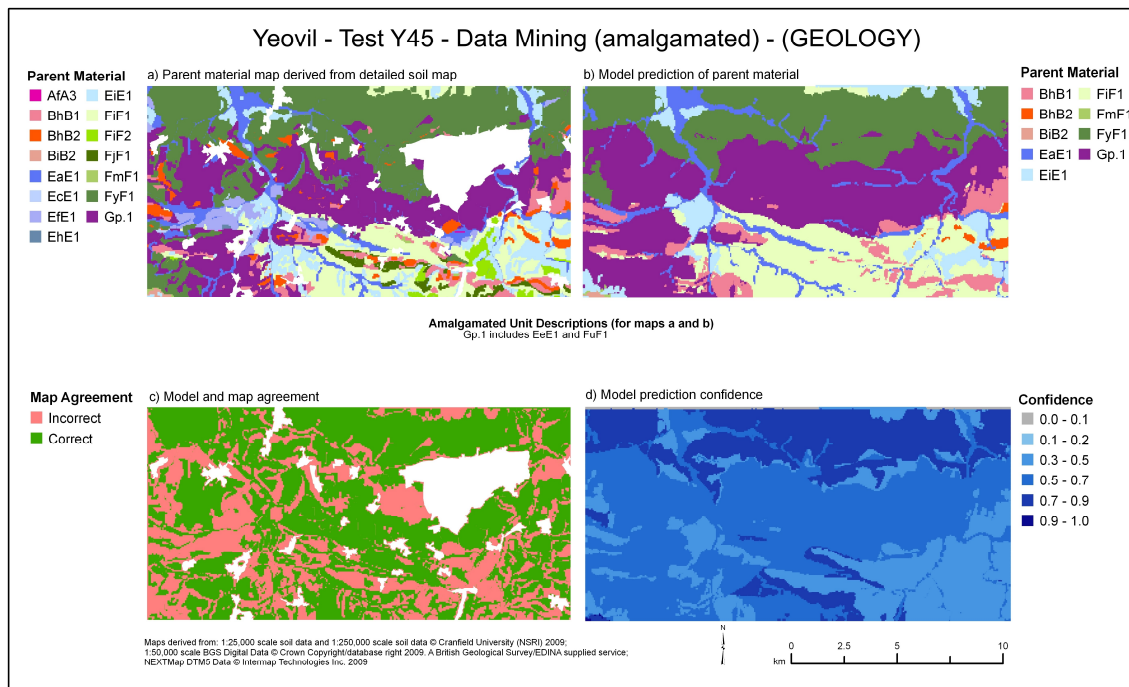 Yeovil - Test Y45 - Data Mining (amalgamated) - (GEOLOGY)
Parent Material
AfA3
BhB1
BhB2
BiB2
EaE1
EcE1
EfE1
EhE1
EiE1
FiF1
FiF2
FjF1
FmF1
FyF1
Gp.1
a) Parent material map derived from detailed soil map
b) Model prediction of parent material
Parent Material
BhB1
BhB2
BiB2
EaE1
EiE1
FiF1
FmF1
FyF1
Gp.1
Amalgamated Unit Descriptions (for maps a and b)
Gp.1 includes EeE1 and FuF1
Map Agreement
Incorrect
Correct
c) Model and map agreement
d) Model prediction confidence
Confidence
0.0 - 0.1
0.1 - 0.2
0.3 - 0.5
0.5 - 0.7
0.7 - 0.9
0.9 - 1.0
Maps derived from: 1:25,000 scale soil data and 1:250,000 scale soil data © Cranfield University (NSRI) 2009;
1:50,000 scale BGS Digital Data © Crown Copyright/database right 2009. A British Geological Survey/EDINA supplied service;
NEXTMap DTM5 Data © Intermap Technologies Inc. 2009
N
km
0 2.5 5 10